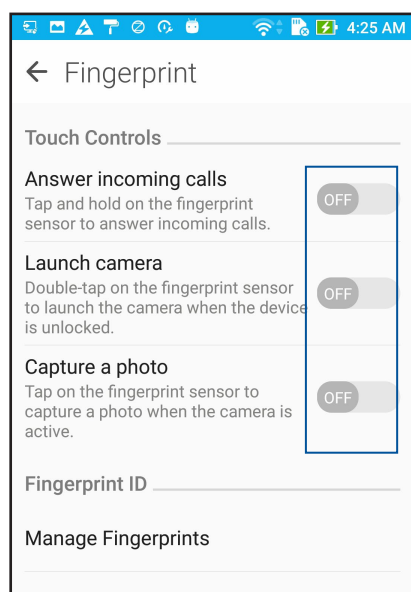 4:25 AM
Fingerprint
Touch Controls
Answer incoming calls
Tap and hold on the fingerprint
sensor to answer incoming calls.
OFF
Launch camera
Double-tap on the fingerprint sensor
to launch the camera when the device
is unlocked.
OFF
Capture a photo
Tap on the fingerprint sensor to
capture a photo when the camera is
active.
OFF
Fingerprint ID
Manage Fingerprints